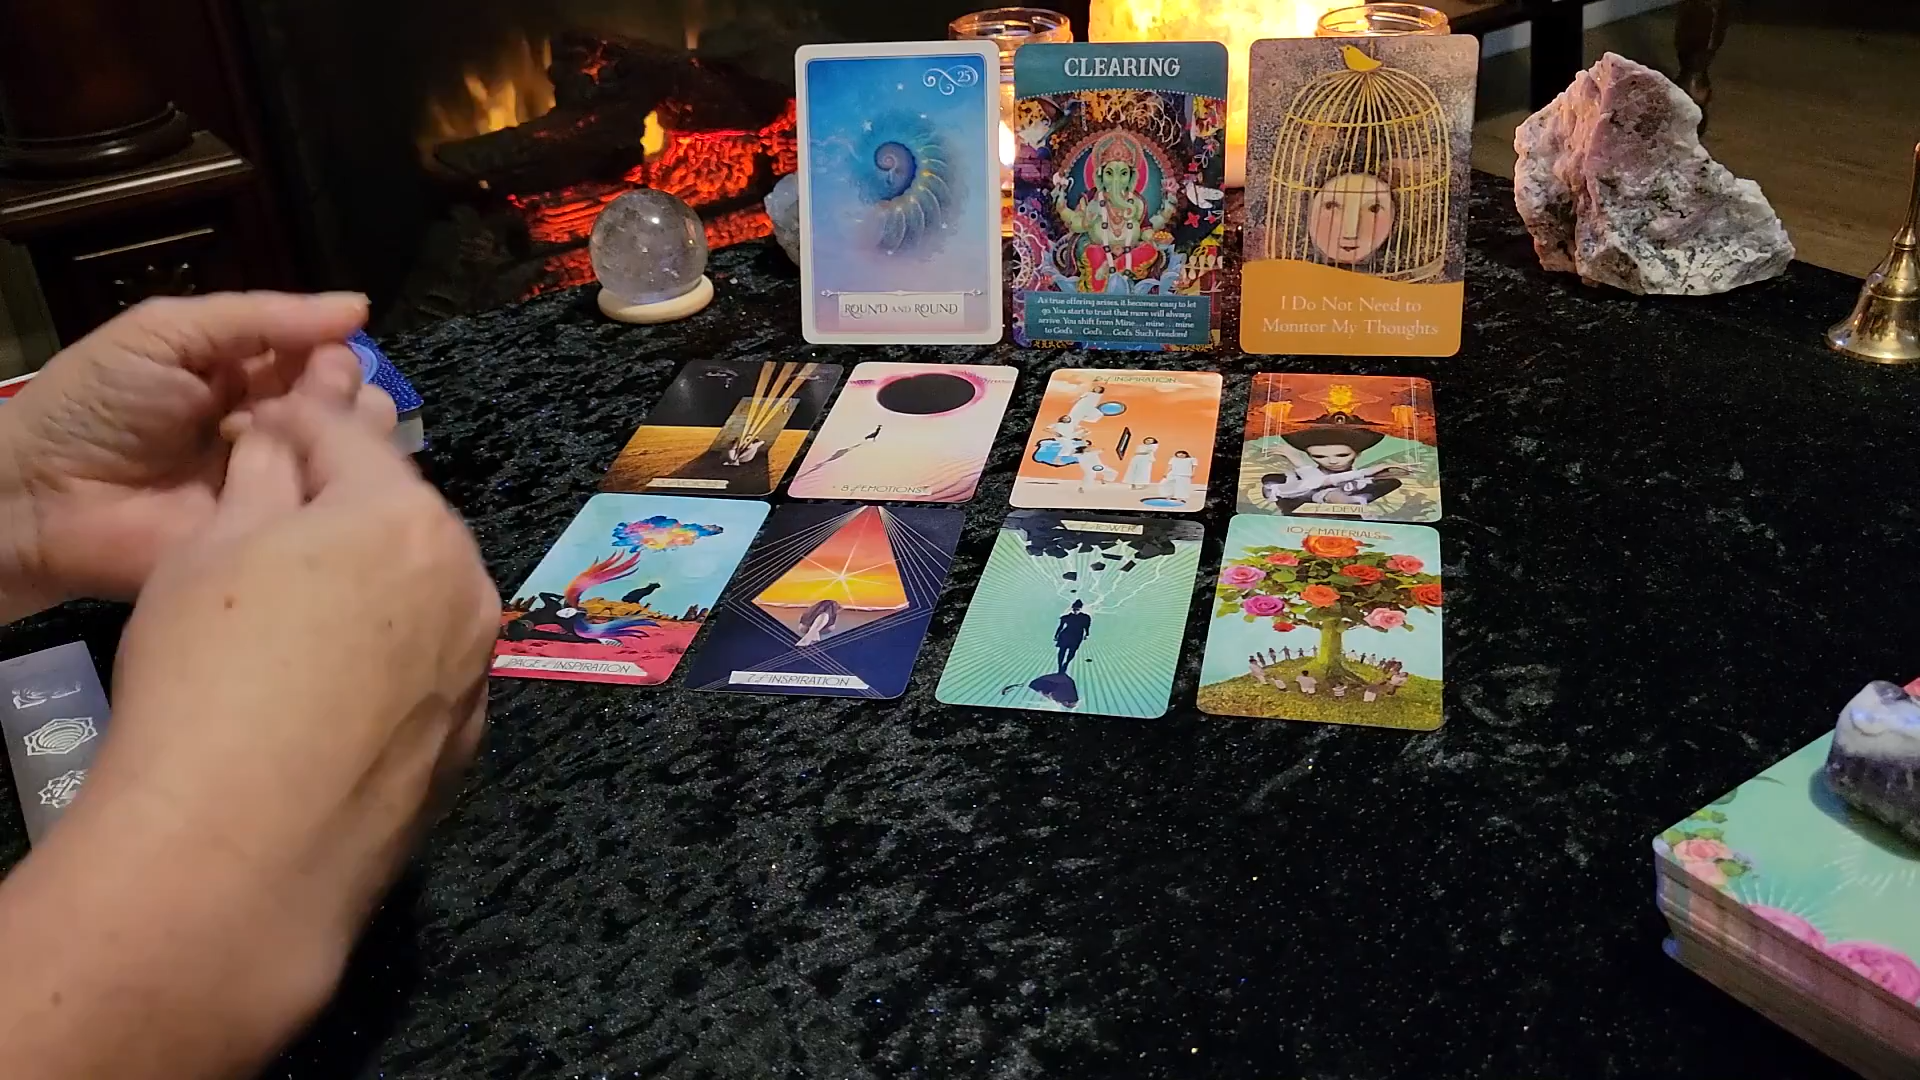 25
ROUND AND ROUND
CLEARING
As true offering arises, it becomes easy to let
go. You start to trust that more will always
arrive. You shift from Mine... mine... mine
to God's... God's... God's. Such freedom!
I Do Not Need to
Monitor My Thoughts
8 of EMOTIONS
of INSPIRATION
DEVIL
PAGE of INSPIRATION
7 of INSPIRATION
TOWER
10 of MATERIALS